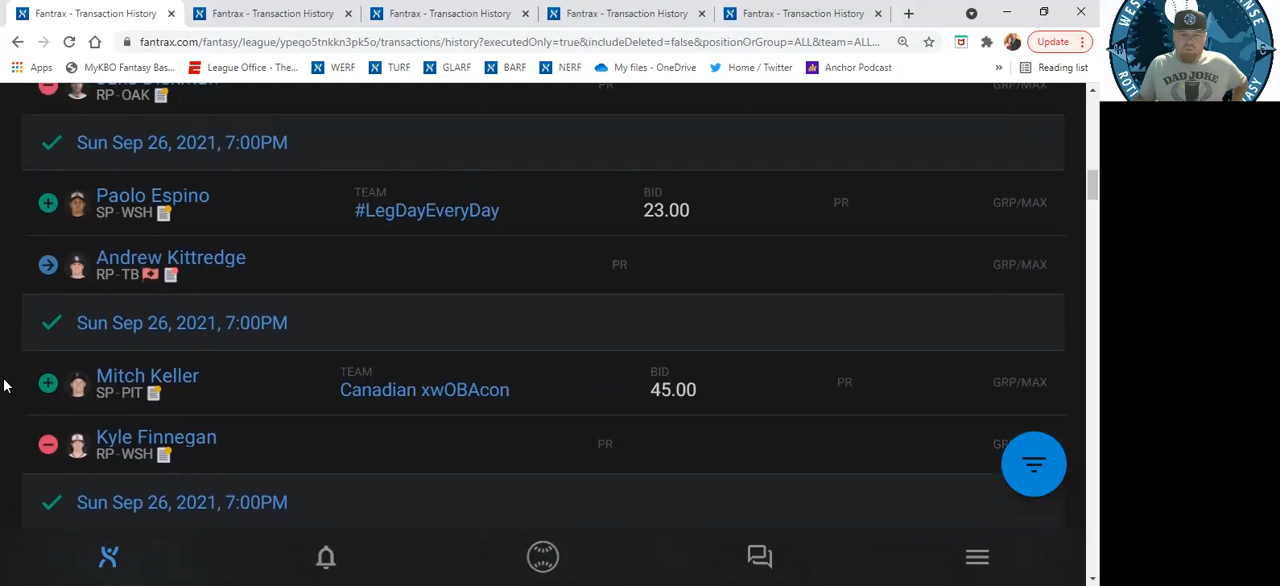 Fantrax - Transaction History
Fantrax - Transaction History
Fantrax - Transaction History
Fantrax - Transaction History
Fantrax - Transaction History
fantrax.com/fantasy/league/ypeqo5tnkkn3pk5o/transactions/history?executedOnly=true&includeDeleted=false&positionOrGroup=ALL&team=ALL...
Update
Apps
MyKBO Fantasy Bas...
League Office - The...
WERF
TURF
GLARF
BARF
NERF
My files - OneDrive
Home / Twitter
Anchor Podcast
»
Reading list
RP-OAK
PR
GRP/MAX
Sun Sep 26, 2021, 7:00PM
Paolo Espino
SP-WSH
TEAM
#LegDayEveryDay
BID
23.00
PR
GRP/MAX
Andrew Kittredge
RP-TB
PR
GRP/MAX
Sun Sep 26, 2021, 7:00PM
Mitch Keller
SP-PIT
TEAM
Canadian xwOBAcon
BID
45.00
PR
GRP/MAX
Kyle Finnegan
RP-WSH
PR
Sun Sep 26, 2021, 7:00PM
DAD JOKE